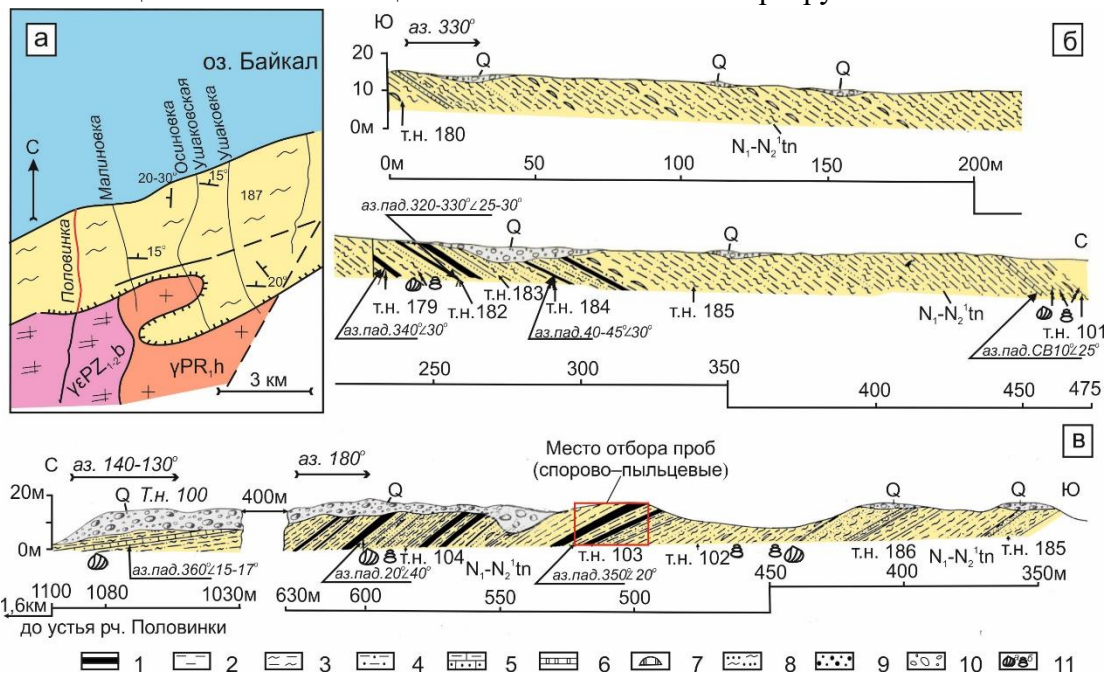 а
оз. Байкал
С
Малиновка
Осиновка
Ушаковская
Ушаковка
Половинка
20-30°
15°
187
15°
20°
γεPZ₁₋₂b
γPR₁h
3 км
б
Ю
аз. 330°
20
10
0м
Q
Q
Q
т.н. 180
N₁-N₂¹tn
0м 50 100 150 200м
аз.пад.320-330°∠25-30°
Q
Q
С
т.н. 179
т.н. 182
т.н.183
т.н. 184
т.н. 185
N₁-N₂¹tn
т.н. 101
аз.пад.340°∠30°
аз.пад.40-45°∠30°
аз.пад.СВ10°∠25°
250 300 350 400 450 475
в
Место отбора проб
(спорово–пыльцевые)
С
аз. 140-130°
аз. 180°
Ю
20м
0м
Q
Т.н. 100
400м
Q
Q
Q
т.н. 104
N₁-N₂¹tn
т.н. 103
т.н. 102
т.н. 186
N₁-N₂¹tn
т.н. 185
аз.пад.360°∠15-17°
аз.пад.20°∠40°
аз.пад.350°∠20°
1,6км
1100 1080 1030м 630м 600 550 500 450 400 350м
до устья рч. Половинки
1 2 3 4 5 6 7 8 9 10 11